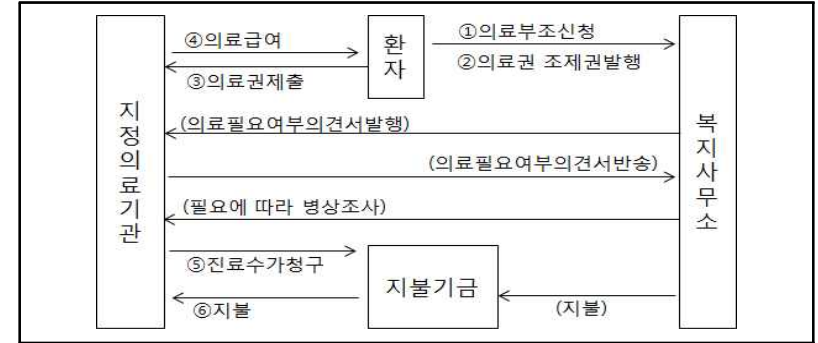 ④의료급여
환자
①의료부조신청
③의료권제출
②의료권 조제권발행
지정의료기관
복지사무소
(의료필요여부의견서발행)
(의료필요여부의견서반송)
(필요에 따라 병상조사)
⑤진료수가청구
지불기금
⑥지불
(지불)